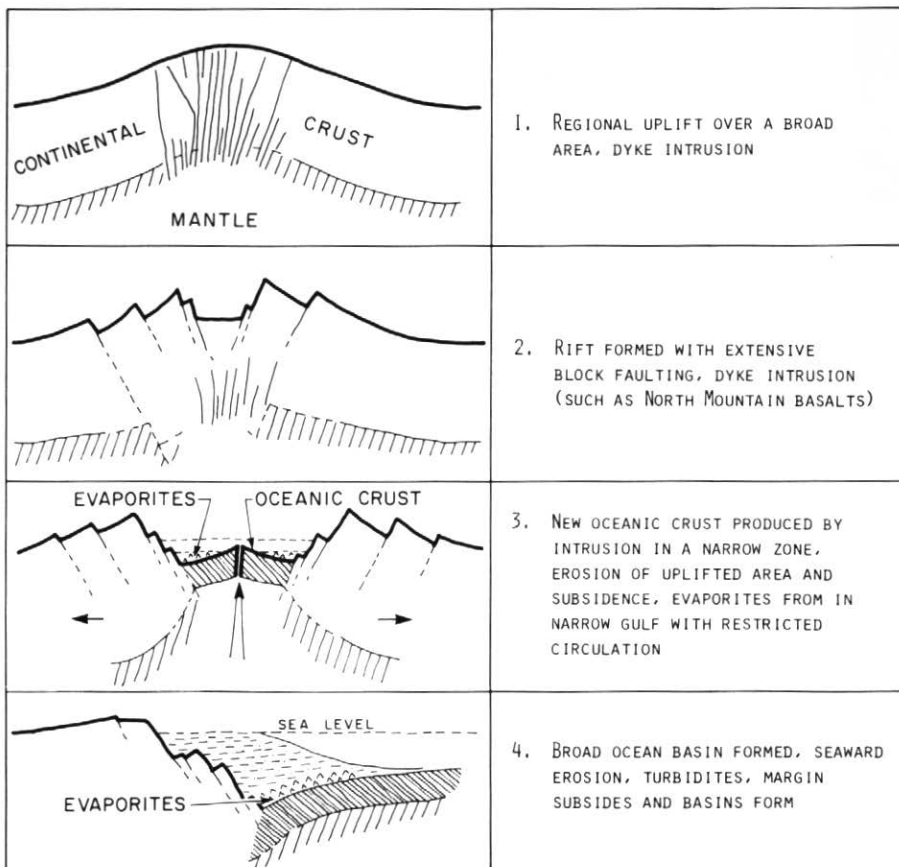 CONTINENTAL
CRUST
MANTLE
1. REGIONAL UPLIFT OVER A BROAD
AREA, DYKE INTRUSION
2. RIFT FORMED WITH EXTENSIVE
BLOCK FAULTING, DYKE INTRUSION
(SUCH AS NORTH MOUNTAIN BASALTS)
EVAPORITES
OCEANIC CRUST
3. NEW OCEANIC CRUST PRODUCED BY
INTRUSION IN A NARROW ZONE,
EROSION OF UPLIFTED AREA AND
SUBSIDENCE, EVAPORITES FROM IN
NARROW GULF WITH RESTRICTED
CIRCULATION
SEA LEVEL
EVAPORITES
4. BROAD OCEAN BASIN FORMED, SEAWARD
EROSION, TURBIDITES, MARGIN
SUBSIDES AND BASINS FORM